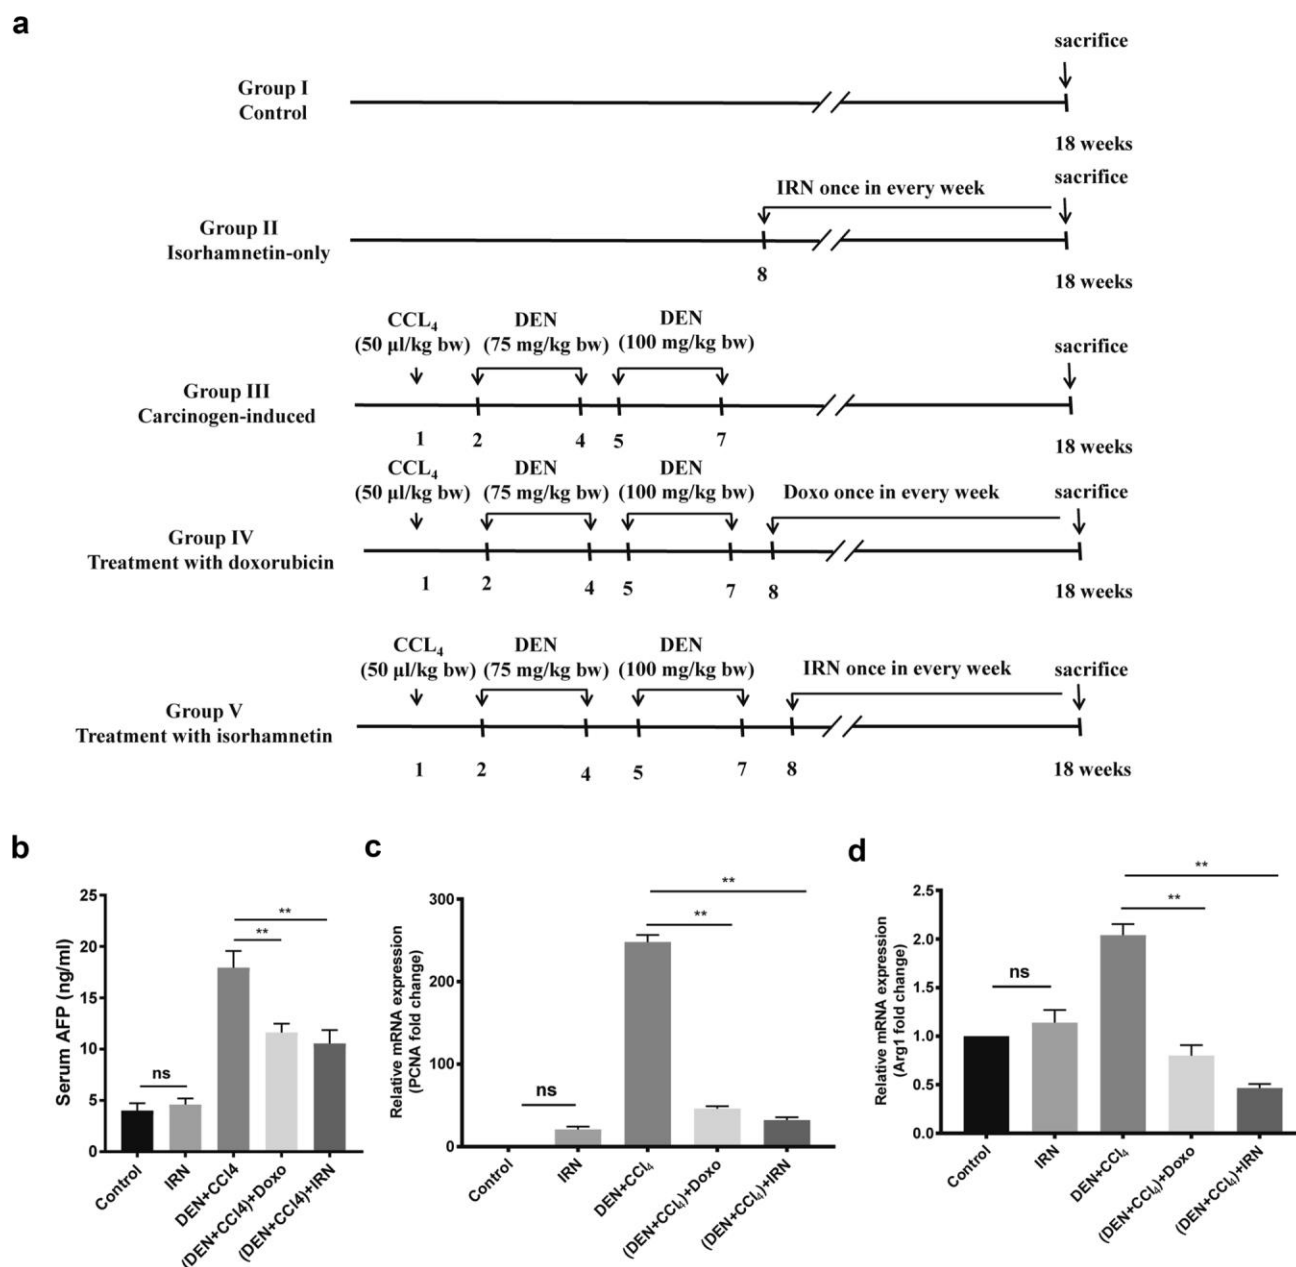 a
sacrifice
Group I
Control
18 weeks
IRN once in every week
sacrifice
Group II
Isorhamnetin-only
8
18 weeks
CCL₄
(50 µl/kg bw)
DEN
(75 mg/kg bw)
DEN
(100 mg/kg bw)
sacrifice
Group III
Carcinogen-induced
1 2 4 5 7
18 weeks
CCL₄
(50 µl/kg bw)
DEN
(75 mg/kg bw)
DEN
(100 mg/kg bw)
Doxo once in every week
sacrifice
Group IV
Treatment with doxorubicin
1 2 4 5 7 8
18 weeks
CCL₄
(50 µl/kg bw)
DEN
(75 mg/kg bw)
DEN
(100 mg/kg bw)
IRN once in every week
sacrifice
Group V
Treatment with isorhamnetin
1 2 4 5 7 8
18 weeks
b
Serum AFP (ng/ml)
25
20
15
10
5
0
ns
**
**
Control
IRN
DEN+CCl4
(DEN+CCl4)+Doxo
(DEN+CCl4)+IRN
c
Relative mRNA expression
(PCNA fold change)
300
200
100
0
ns
**
**
Control
IRN
DEN+CCl₄
(DEN+CCl₄)+Doxo
(DEN+CCl₄)+IRN
d
Relative mRNA expression
(Arg1 fold change)
2.5
2.0
1.5
1.0
0.5
0.0
ns
**
**
Control
IRN
DEN+CCl₄
(DEN+CCl₄)+Doxo
(DEN+CCl₄)+IRN